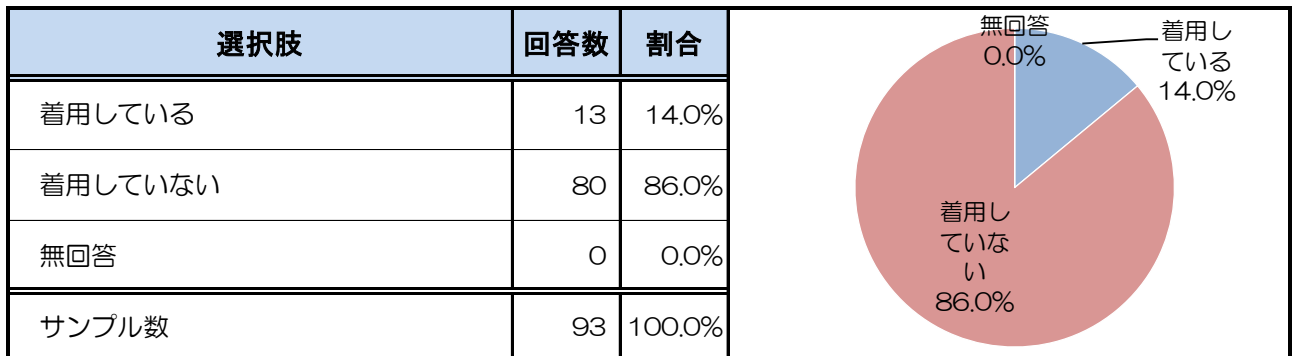 選択肢 回答数 割合
着用している 13 14.0%
着用していない 80 86.0%
無回答 0 0.0%
サンプル数 93 100.0%
無回答
0.0%
着用し
ている
14.0%
着用し
ていな
い
86.0%